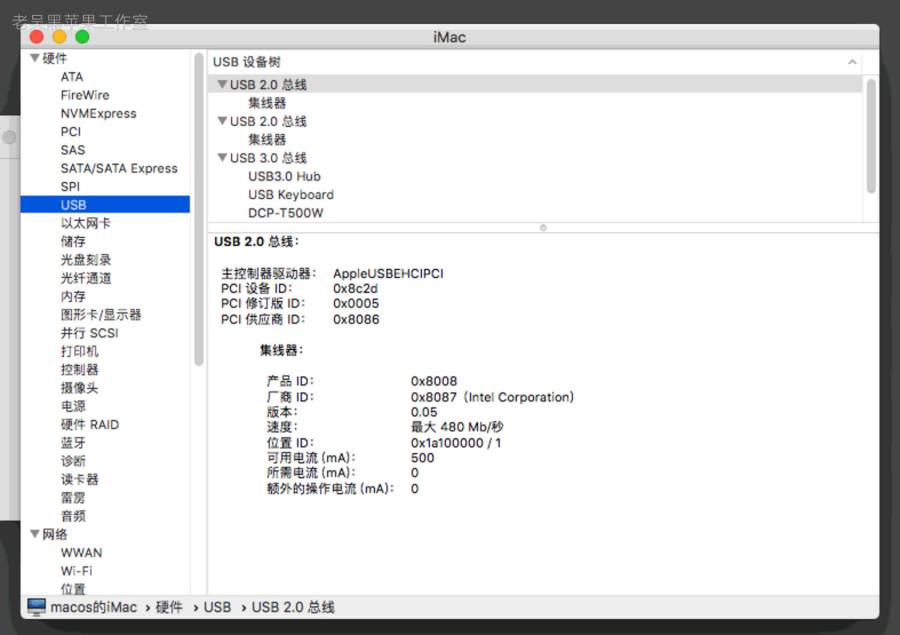 老吴黑苹果工作室
iMac
硬件
ATA
FireWire
NVMExpress
PCI
SAS
SATA/SATA Express
SPI
USB
以太网卡
储存
光盘刻录
光纤通道
内存
图形卡/显示器
并行 SCSI
打印机
控制器
摄像头
电源
硬件 RAID
蓝牙
诊断
读卡器
雷雳
音频
网络
WWAN
Wi-Fi
位置
USB 设备树
USB 2.0 总线
集线器
USB 2.0 总线
集线器
USB 3.0 总线
USB3.0 Hub
USB Keyboard
DCP-T500W
USB 2.0 总线：
主控制器驱动器： AppleUSBEHCIPCI
PCI 设备 ID： 0x8c2d
PCI 修订版 ID： 0x0005
PCI 供应商 ID： 0x8086
集线器：
产品 ID： 0x8008
厂商 ID： 0x8087（Intel Corporation）
版本： 0.05
速度： 最大 480 Mb/秒
位置 ID： 0x1a100000 / 1
可用电流 (mA)： 500
所需电流 (mA)： 0
额外的操作电流 (mA)： 0
macos的iMac › 硬件 › USB › USB 2.0 总线